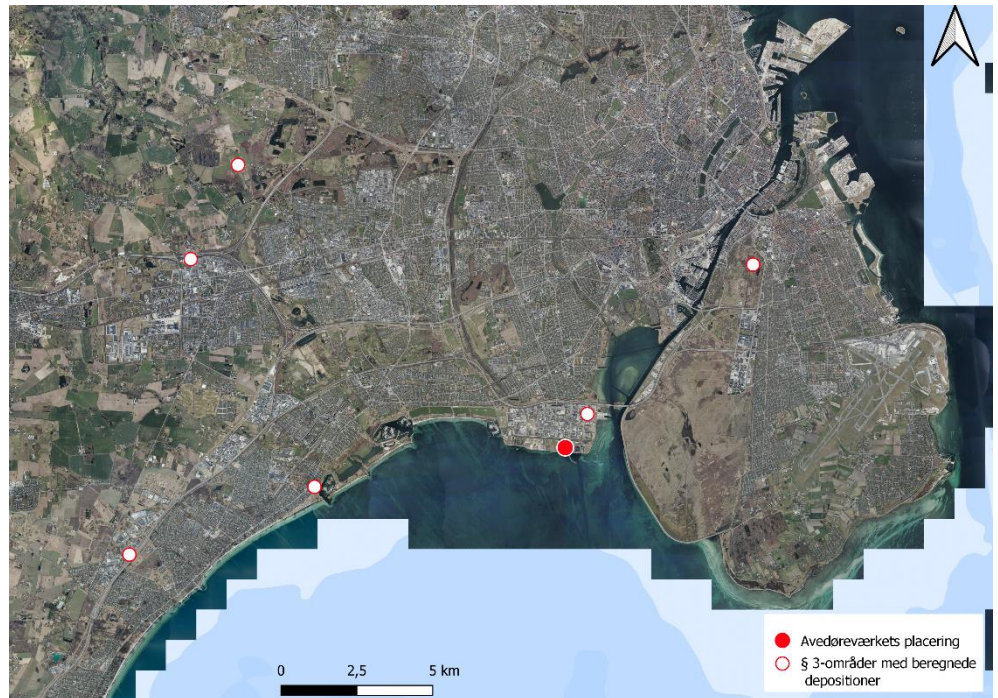 0 2,5 5 km
Avedøreværkets placering
§ 3-områder med beregnede
depositioner